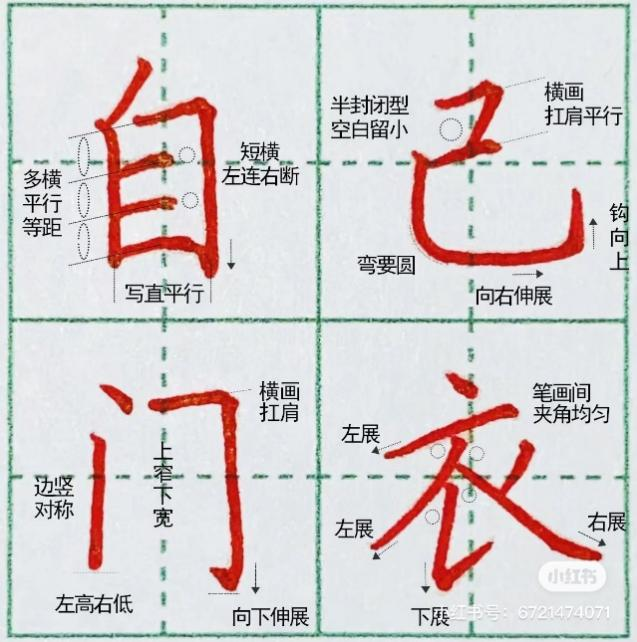 自
多横
平行
等距
短横
左连右断
写直平行
己
半封闭型
空白留小
横画
扛肩平行
钩
向
上
弯要圆
向右伸展
门
横画
扛肩
上
窄
下
宽
边竖
对称
左高右低
向下伸展
衣
笔画间
夹角均匀
左展
左展
右展
下展
小红书
小红书号：6721474071